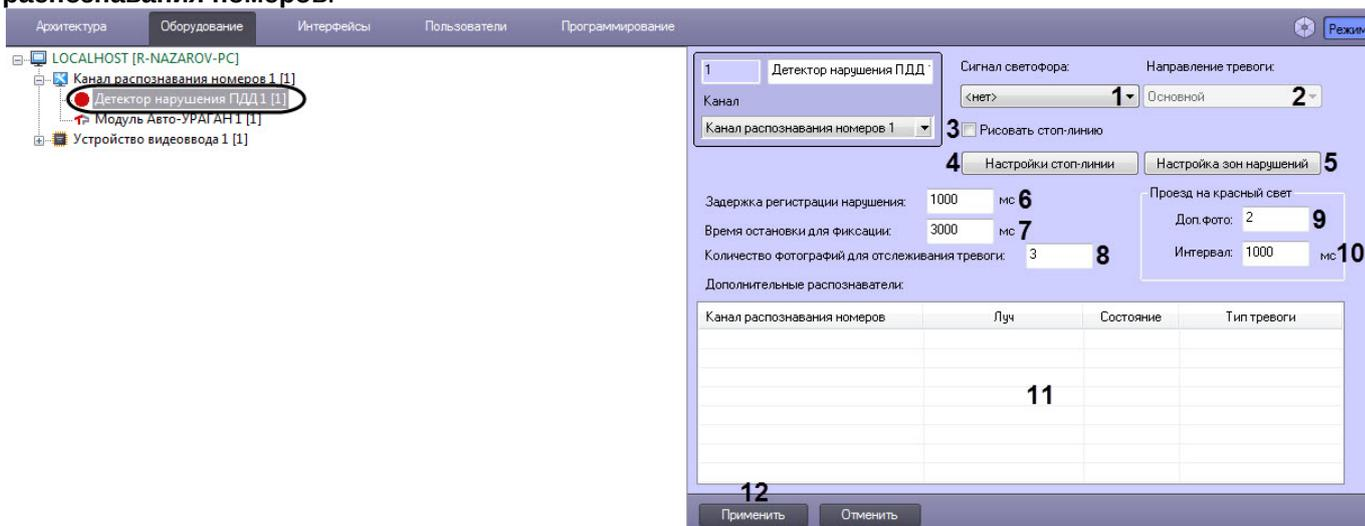 распознавания номеров.
Архитектура Оборудование Интерфейсы Пользователи Программирование Режим
LOCALHOST [R-NAZAROV-PC]
Канал распознавания номеров 1 [1]
Детектор нарушения ПДД 1 [1]
Модуль Авто-УРАГАН 1 [1]
Устройство видеоввода 1 [1]
1 Детектор нарушения ПДД
Канал
Канал распознавания номеров 1
Сигнал светофора: Направление тревоги:
<нет> 1 Основной 2
3 Рисовать стоп-линию
4 Настройки стоп-линии Настройка зон нарушений 5
Задержка регистрации нарушения: 1000 мс 6
Время остановки для фиксации: 3000 мс 7
Количество фотографий для отслеживания тревоги: 3 8
Проезд на красный свет
Доп.фото: 2 9
Интервал: 1000 мс 10
Дополнительные распознаватели:
Канал распознавания номеров Луч Состояние Тип тревоги
11
12
Применить Отменить